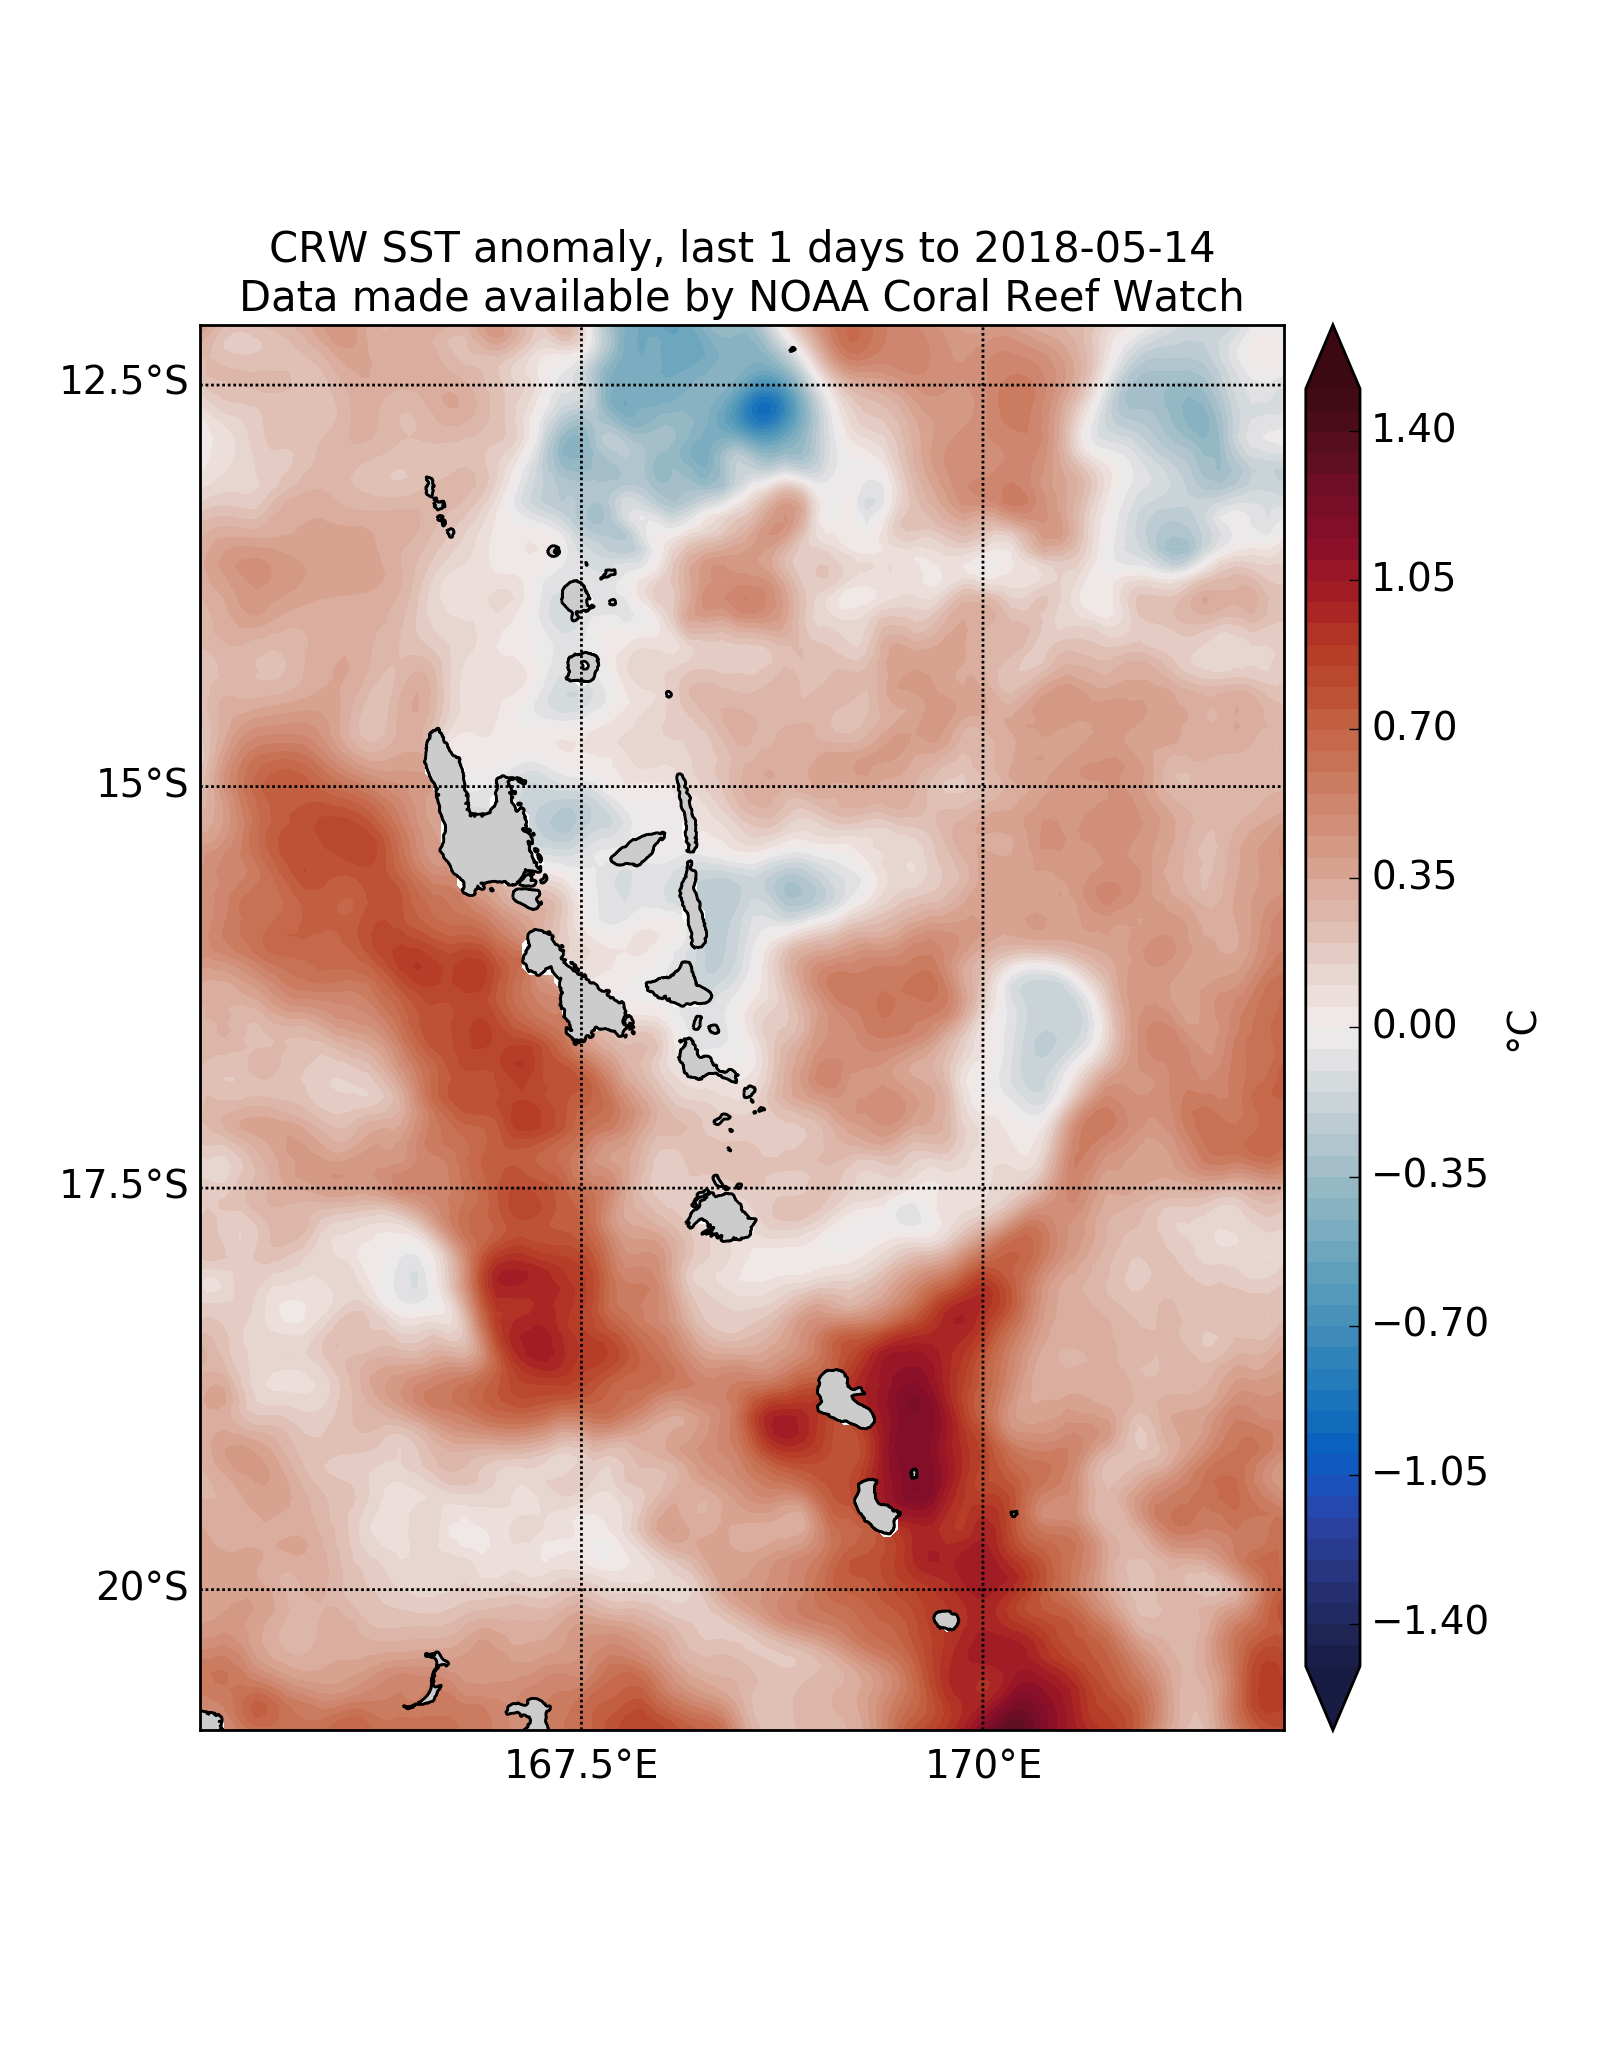 CRW SST anomaly, last 1 days to 2018-05-14
Data made available by NOAA Coral Reef Watch
12.5°S
15°S
17.5°S
20°S
167.5°E
170°E
1.40
1.05
0.70
0.35
0.00
−0.35
−0.70
−1.05
−1.40
°C